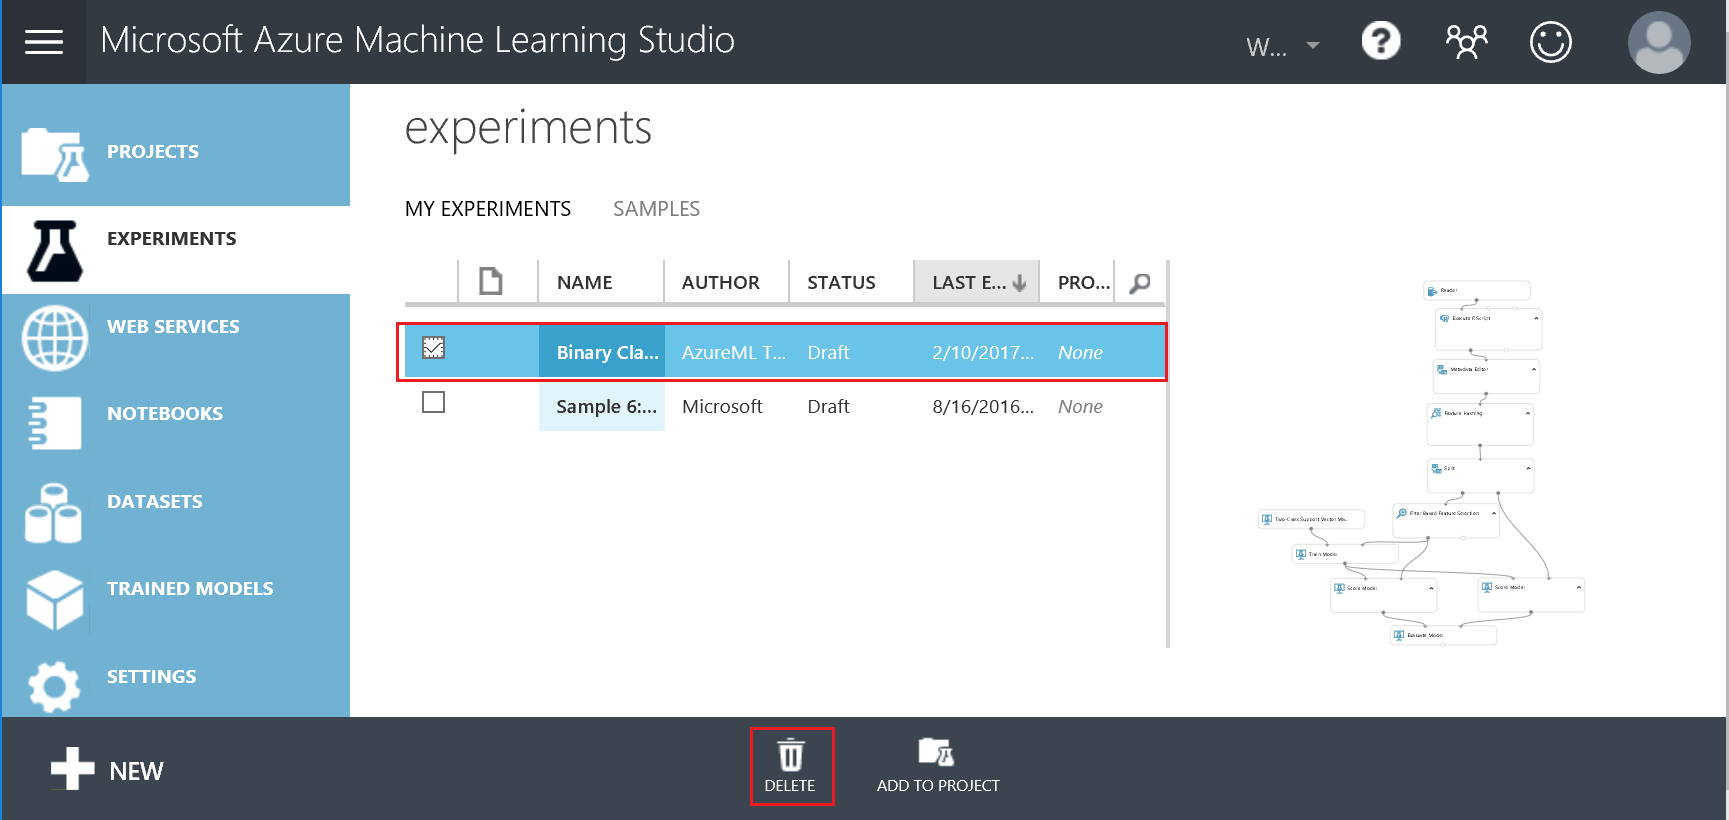 Microsoft Azure Machine Learning Studio
W...
PROJECTS
EXPERIMENTS
WEB SERVICES
NOTEBOOKS
DATASETS
TRAINED MODELS
SETTINGS
experiments
MY EXPERIMENTS SAMPLES
NAME AUTHOR STATUS LAST E... PRO...
Binary Cla... AzureML T... Draft 2/10/2017... None
Sample 6:... Microsoft Draft 8/16/2016... None
Reader
Execute R Script
Metadata Editor
Feature Hashing
Split
Filter Based Feature Selection
Two-Class Support Vector Ma...
Train Model
Score Model Score Model
Evaluate Model
NEW
DELETE
ADD TO PROJECT